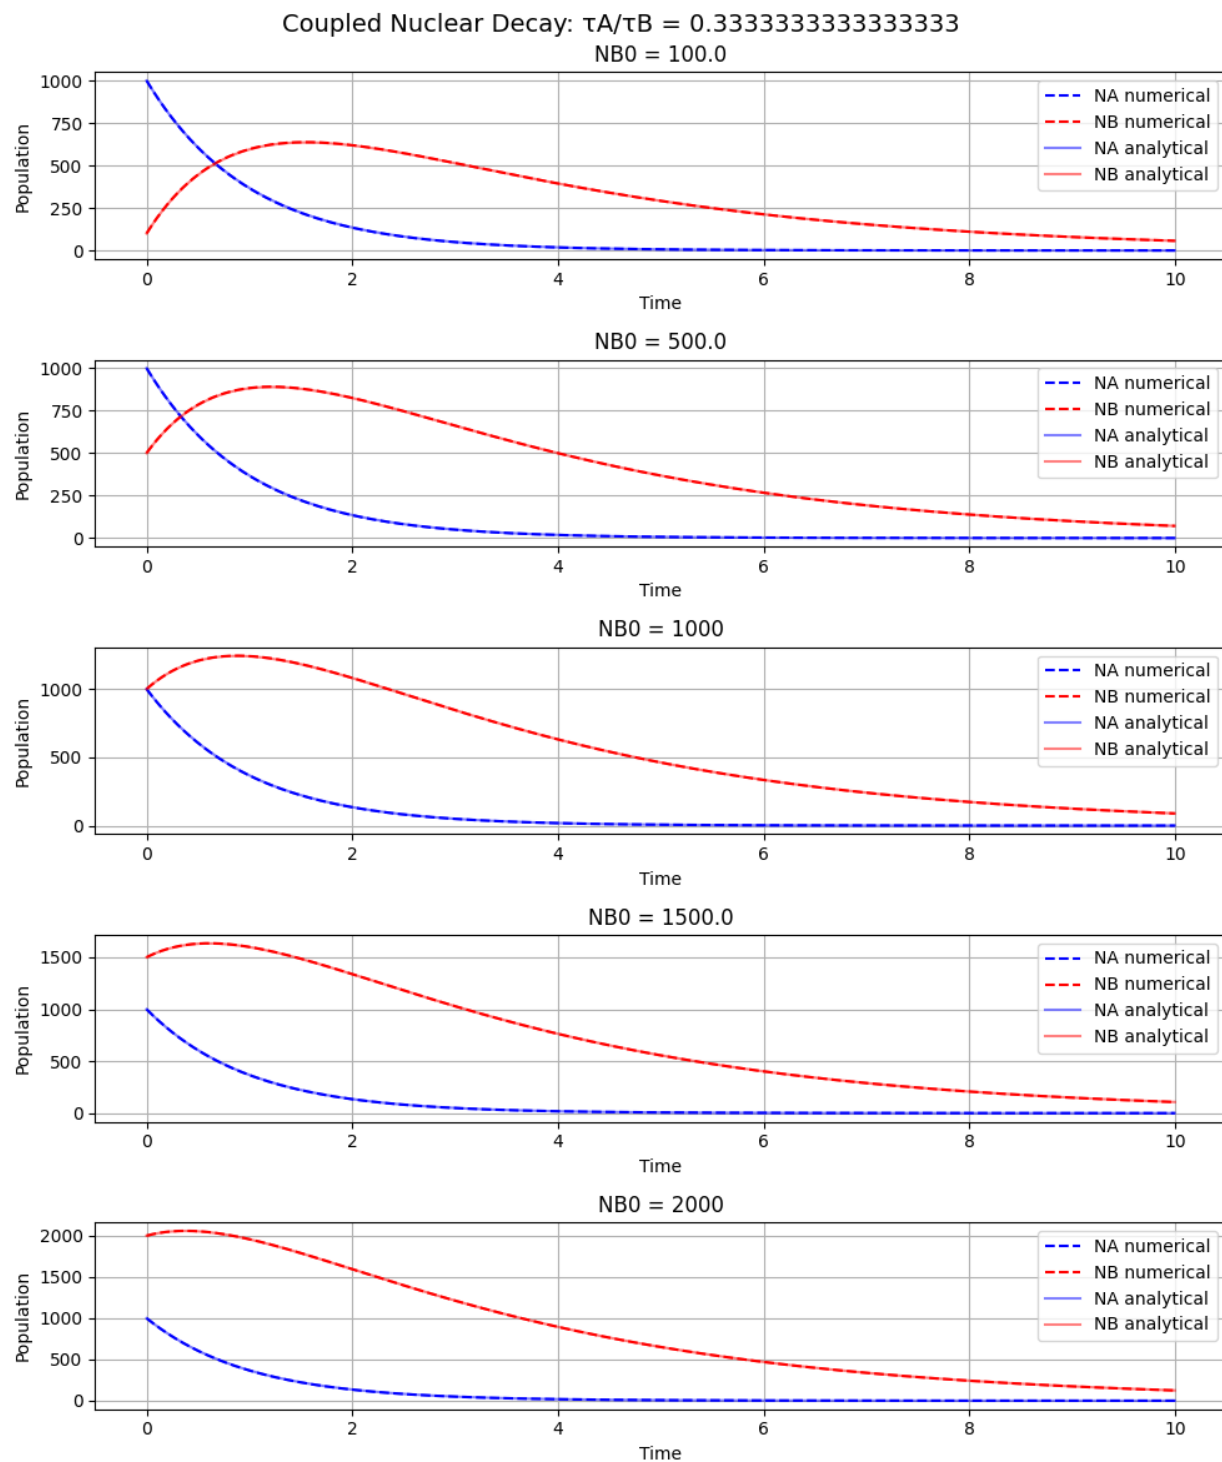 Coupled Nuclear Decay: τA/τB = 0.3333333333333333
NB0 = 100.0
1000
750
500
250
0
Population
NA numerical
NB numerical
NA analytical
NB analytical
0 2 4 6 8 10
Time
NB0 = 500.0
1000
750
500
250
0
Population
NA numerical
NB numerical
NA analytical
NB analytical
0 2 4 6 8 10
Time
NB0 = 1000
1000
500
0
Population
NA numerical
NB numerical
NA analytical
NB analytical
0 2 4 6 8 10
Time
NB0 = 1500.0
1500
1000
500
0
Population
NA numerical
NB numerical
NA analytical
NB analytical
0 2 4 6 8 10
Time
NB0 = 2000
2000
1500
1000
500
0
Population
NA numerical
NB numerical
NA analytical
NB analytical
0 2 4 6 8 10
Time